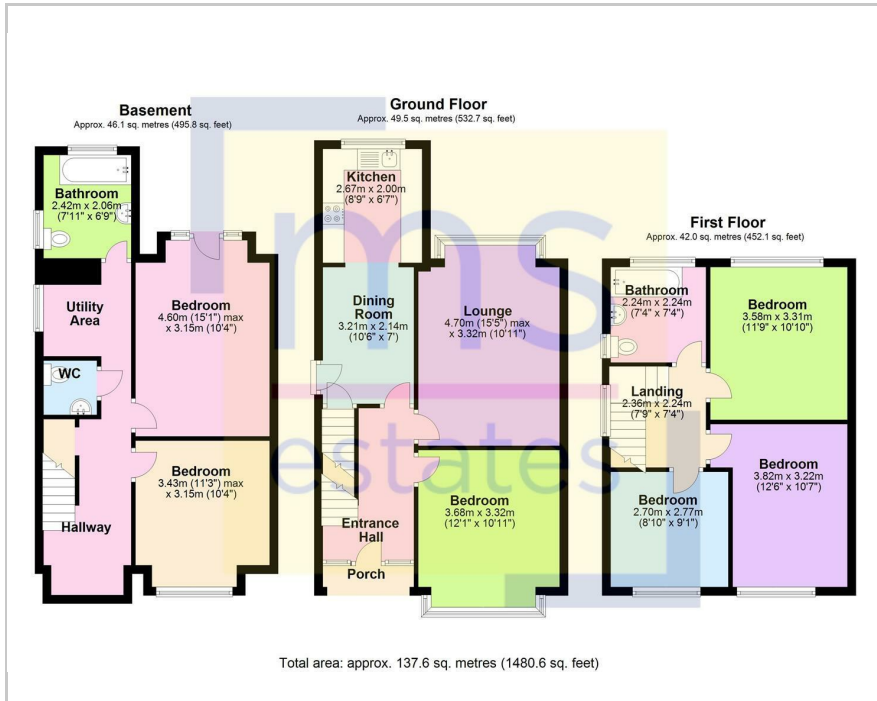 Basement
Approx. 46.1 sq. metres (495.8 sq. feet)
Bathroom
2.42m x 2.06m
(7'11" x 6'9")
Utility
Area
Bedroom
4.60m (15'1") max
x 3.15m (10'4")
WC
Bedroom
3.43m (11'3") max
x 3.15m (10'4")
Hallway
Ground Floor
Approx. 49.5 sq. metres (532.7 sq. feet)
Kitchen
2.67m x 2.00m
(8'9" x 6'7")
Dining
Room
3.21m x 2.14m
(10'6" x 7')
Lounge
4.70m (15'5") max
x 3.32m (10'11")
Bedroom
3.68m x 3.32m
(12'1" x 10'11")
Entrance
Hall
Porch
First Floor
Approx. 42.0 sq. metres (452.1 sq. feet)
Bathroom
2.24m x 2.24m
(7'4" x 7'4")
Bedroom
3.58m x 3.31m
(11'9" x 10'10")
Landing
2.36m x 2.24m
(7'9" x 7'4")
Bedroom
3.82m x 3.22m
(12'6" x 10'7")
Bedroom
2.70m x 2.77m
(8'10" x 9'1")
ms
estates
Total area: approx. 137.6 sq. metres (1480.6 sq. feet)